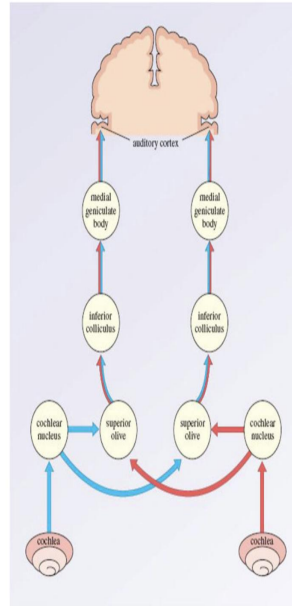 auditory cortex
medial
geniculate
body
medial
geniculate
body
inferior
colliculus
inferior
colliculus
cochlear
nucleus
superior
olive
superior
olive
cochlear
nucleus
cochlea
cochlea